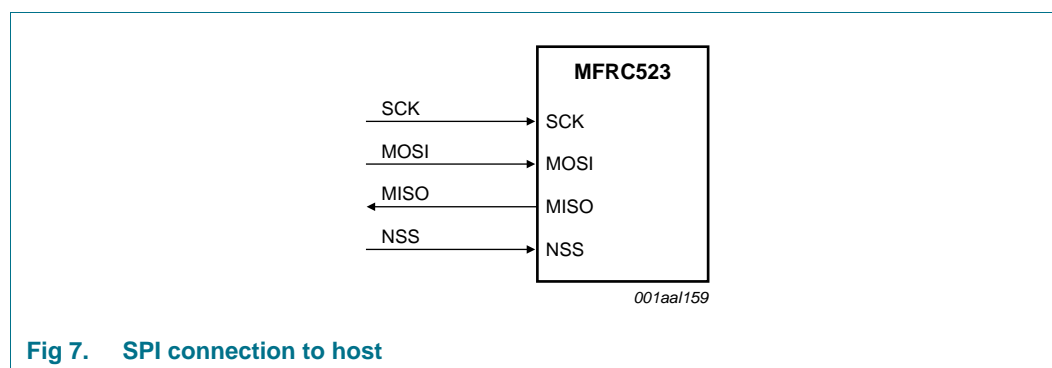 MFRC523
SCK SCK
MOSI MOSI
MISO MISO
NSS NSS
001aal159
Fig 7. SPI connection to host